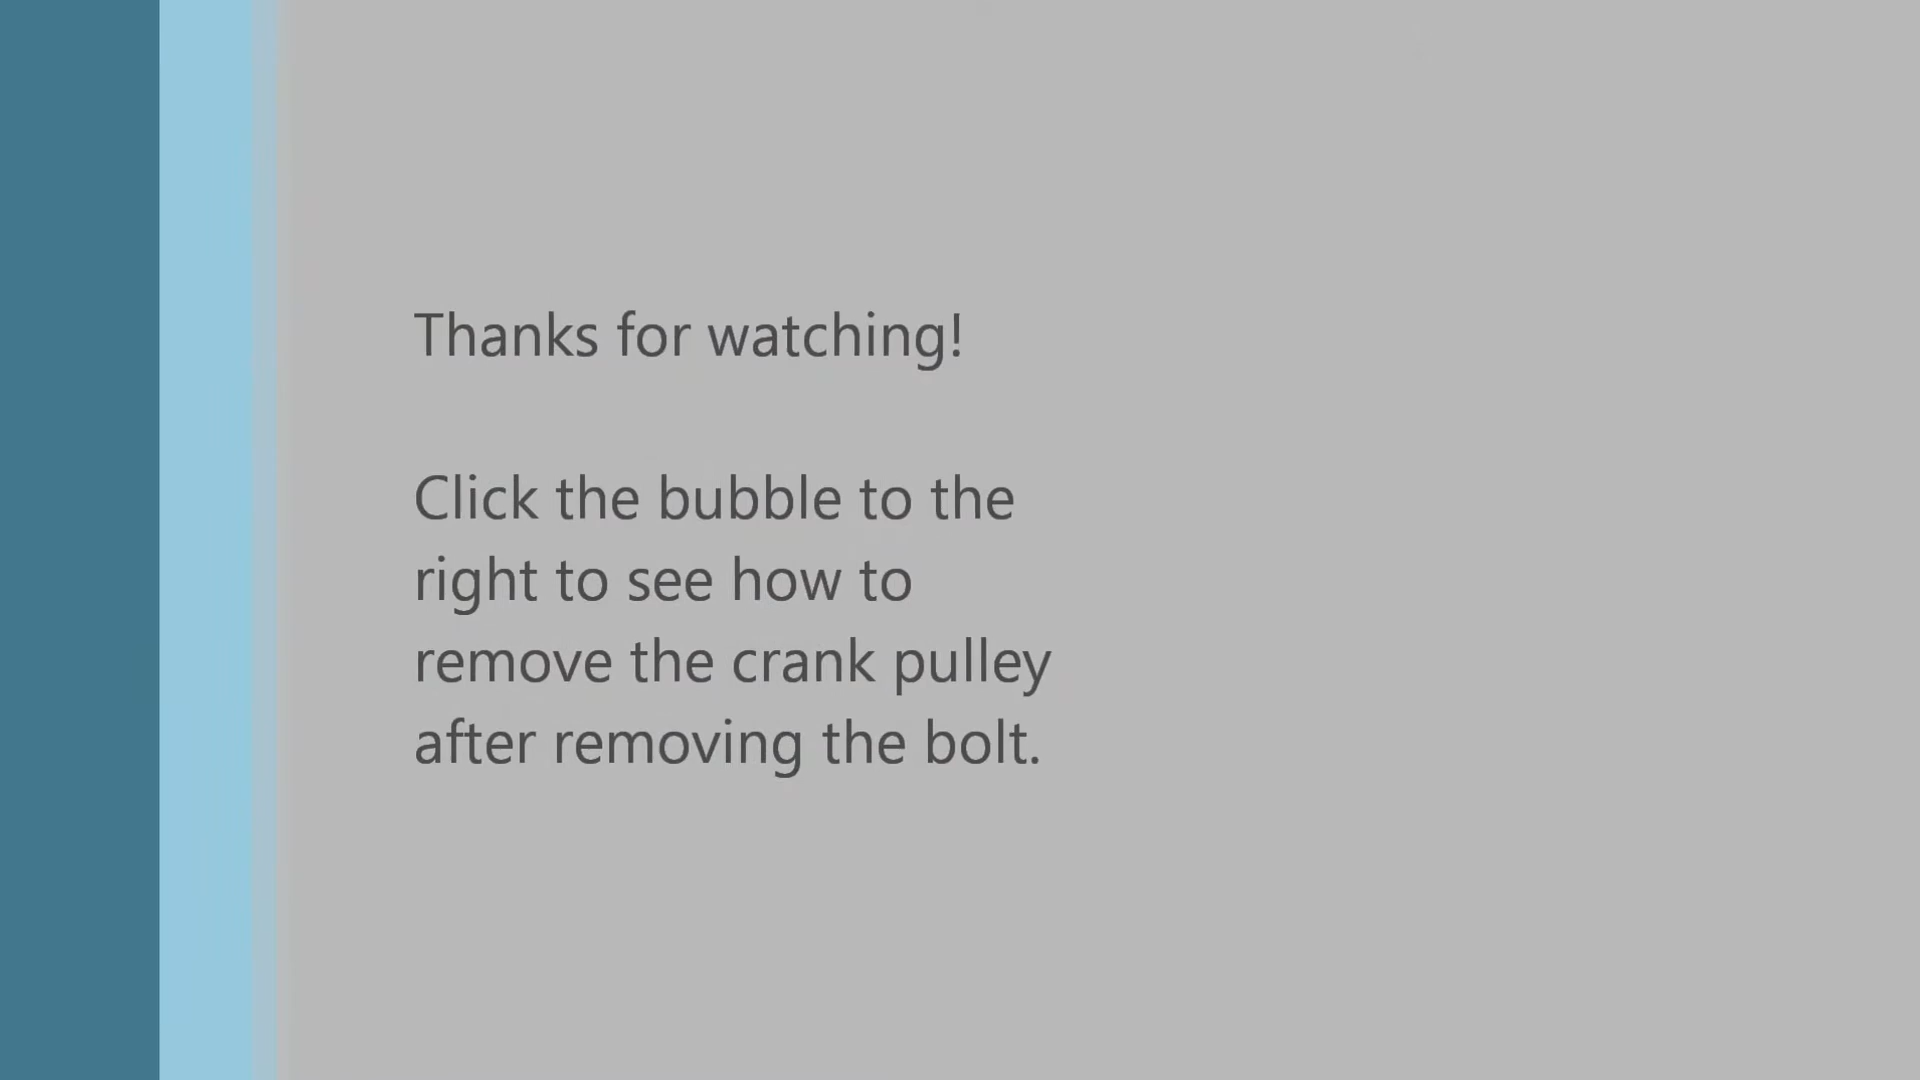 Thanks for watching!
Click the bubble to the
right to see how to
remove the crank pulley
after removing the bolt.